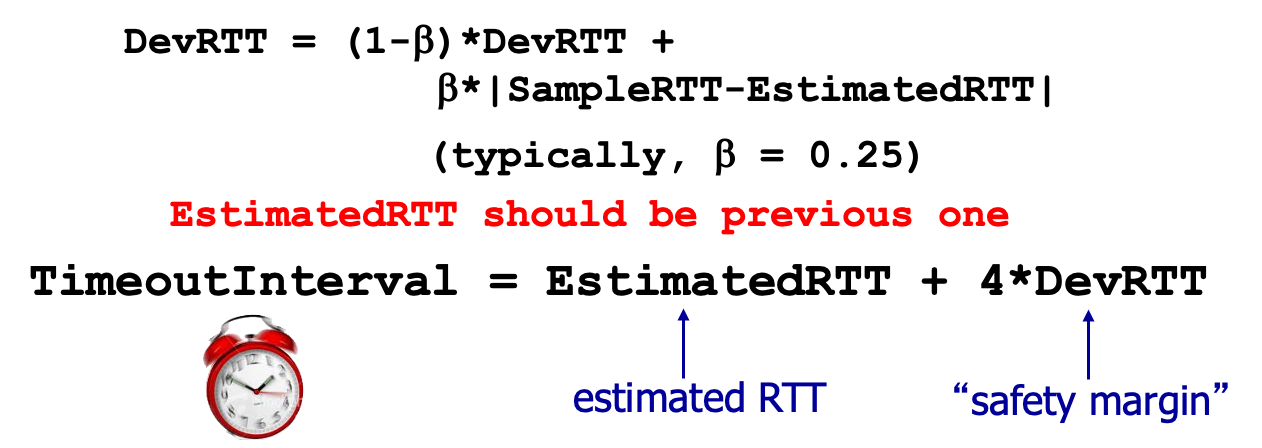 DevRTT = (1-β)*DevRTT +
β*|SampleRTT-EstimatedRTT|
(typically, β = 0.25)
EstimatedRTT should be previous one
TimeoutInterval = EstimatedRTT + 4*DevRTT
estimated RTT
“safety margin”